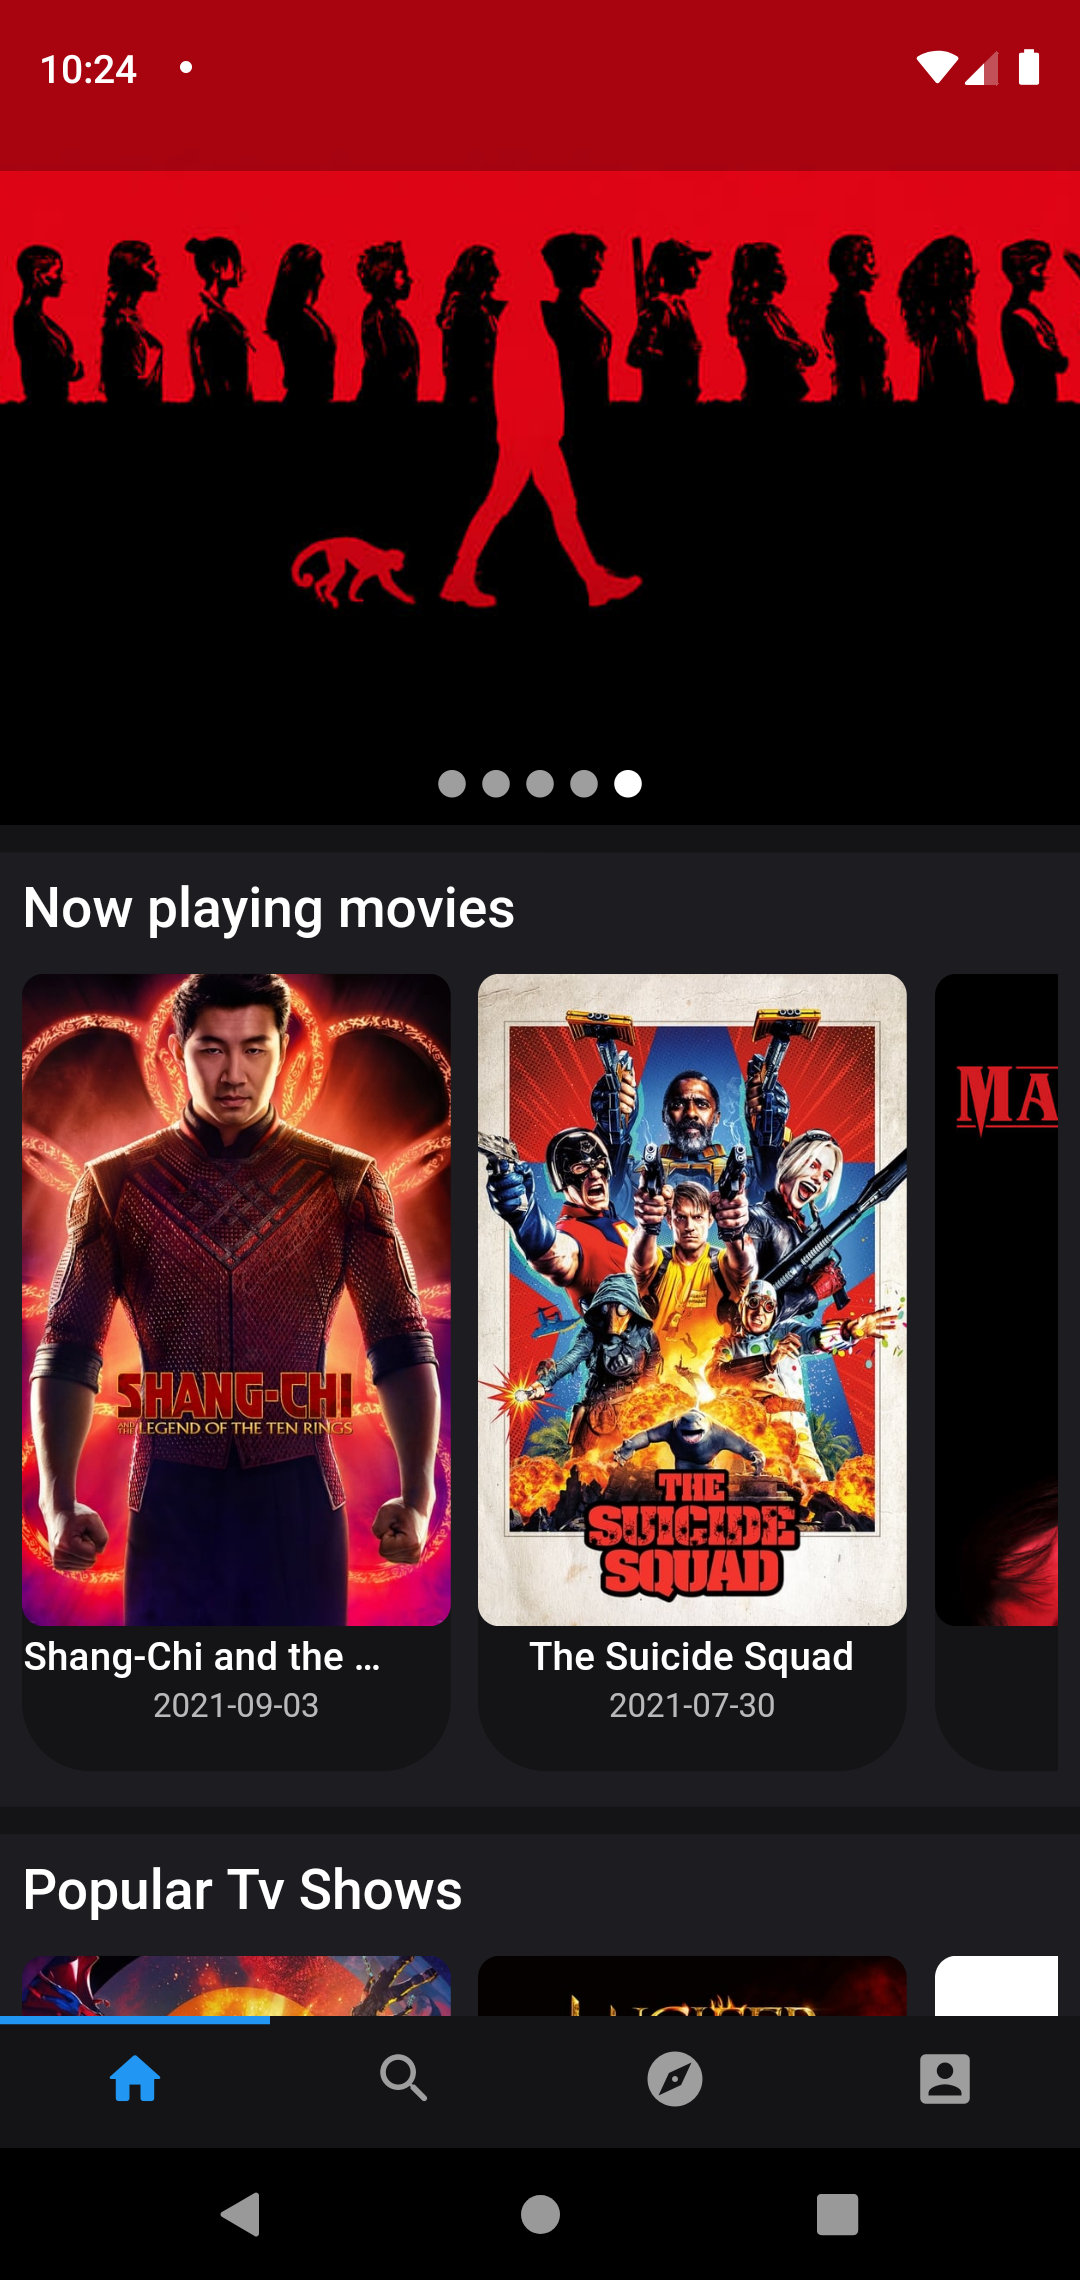 10:24
Now playing movies
SHANG-CHI
AND THE LEGEND OF THE TEN RINGS
THE
SUICIDE
SQUAD
MA
Shang-Chi and the ...
2021-09-03
The Suicide Squad
2021-07-30
Popular Tv Shows
LUCIFER